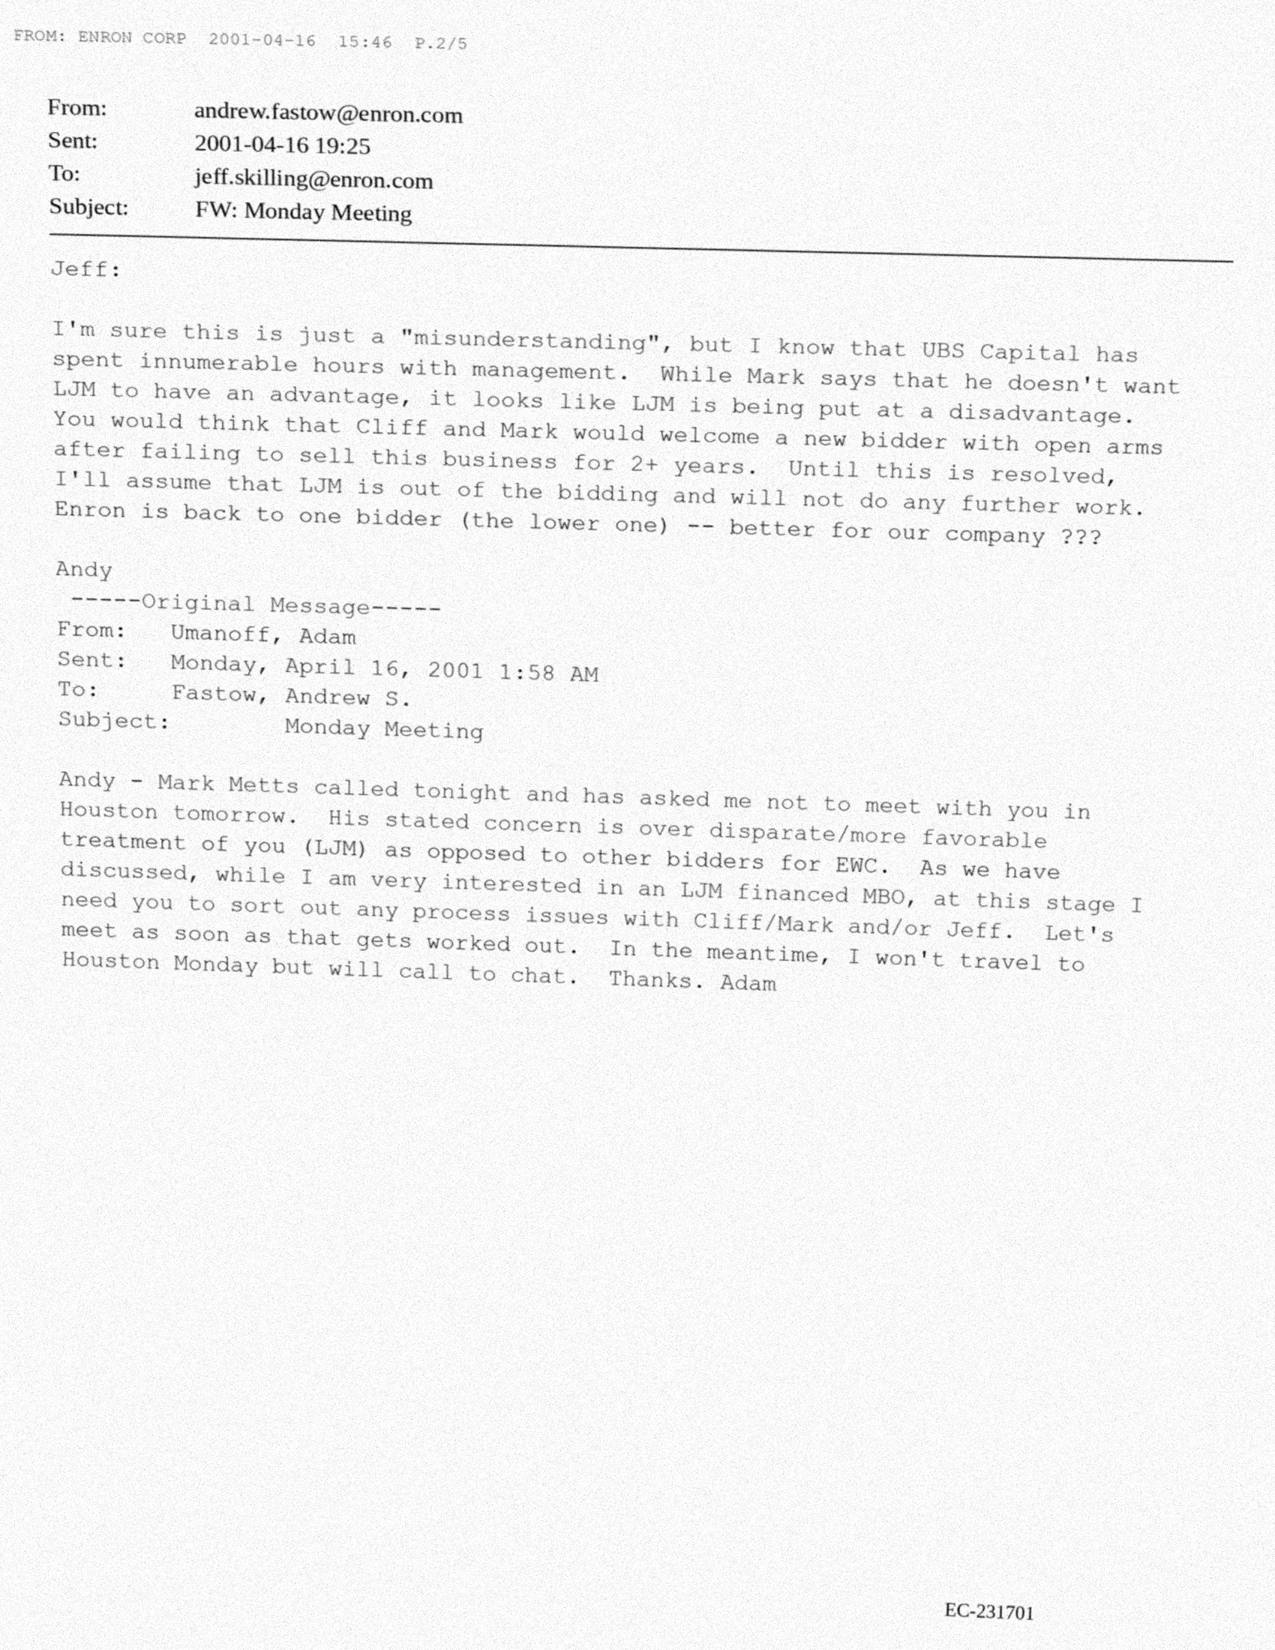 FROM: ENRON CORP  2001-04-16  15:46  P.2/5
From: andrew.fastow@enron.com
Sent: 2001-04-16 19:25
To: jeff.skilling@enron.com
Subject: FW: Monday Meeting
Jeff:
I'm sure this is just a "misunderstanding", but I know that UBS Capital has
spent innumerable hours with management.  While Mark says that he doesn't want
LJM to have an advantage, it looks like LJM is being put at a disadvantage.
You would think that Cliff and Mark would welcome a new bidder with open arms
after failing to sell this business for 2+ years.  Until this is resolved,
I'll assume that LJM is out of the bidding and will not do any further work.
Enron is back to one bidder (the lower one) -- better for our company ???
Andy
-----Original Message-----
From:   Umanoff, Adam
Sent:   Monday, April 16, 2001 1:58 AM
To:     Fastow, Andrew S.
Subject:        Monday Meeting
Andy - Mark Metts called tonight and has asked me not to meet with you in
Houston tomorrow.  His stated concern is over disparate/more favorable
treatment of you (LJM) as opposed to other bidders for EWC.  As we have
discussed, while I am very interested in an LJM financed MBO, at this stage I
need you to sort out any process issues with Cliff/Mark and/or Jeff.  Let's
meet as soon as that gets worked out.  In the meantime, I won't travel to
Houston Monday but will call to chat.  Thanks. Adam
EC-231701